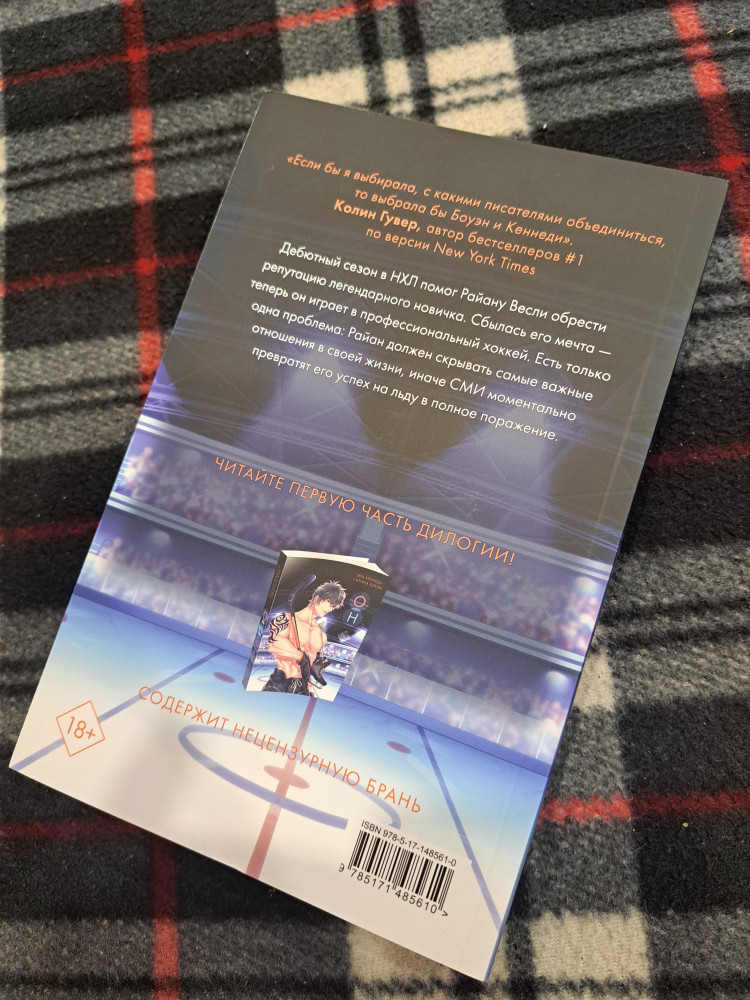 «Если бы я выбирала, с какими писателями объединиться,
то выбрала бы Боуэн и Кеннеди».
Колин Гувер, автор бестселлеров #1
по версии New York Times
Дебютный сезон в НХЛ помог Райану Весли обрести
репутацию легендарного новичка. Сбылась его мечта —
теперь он играет в профессиональный хоккей. Есть только
одна проблема: Райан должен скрывать самые важные
отношения в своей жизни, иначе СМИ моментально
превратят его успех на льду в полное поражение.
ЧИТАЙТЕ ПЕРВУЮ ЧАСТЬ ДИЛОГИИ!
ЭЛЬ КЕННЕДИ
САРИНА БОУЭН
О
Н
СОДЕРЖИТ НЕЦЕНЗУРНУЮ БРАНЬ
18+
ISBN 978-5-17-148561-0
9 785171 485610 >